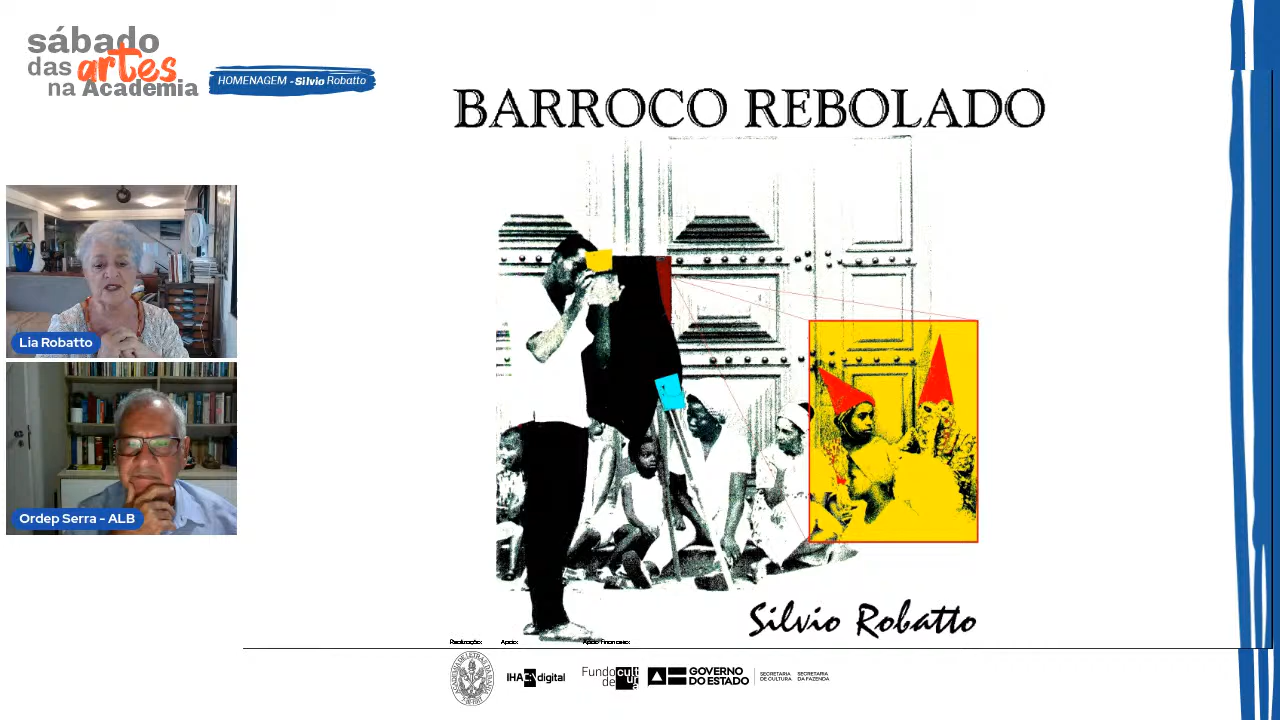 sábado
das artes
na Academia
HOMENAGEM - Silvio Robatto
BARROCO REBOLADO
Lia Robatto
Ordep Serra - ALB
Silvio Robatto
Realização: Apoio: Apoio Financeiro:
IHAC digital
Fundo de cultura
GOVERNO
DO ESTADO
SECRETARIA
DE CULTURA
SECRETARIA
DA FAZENDA